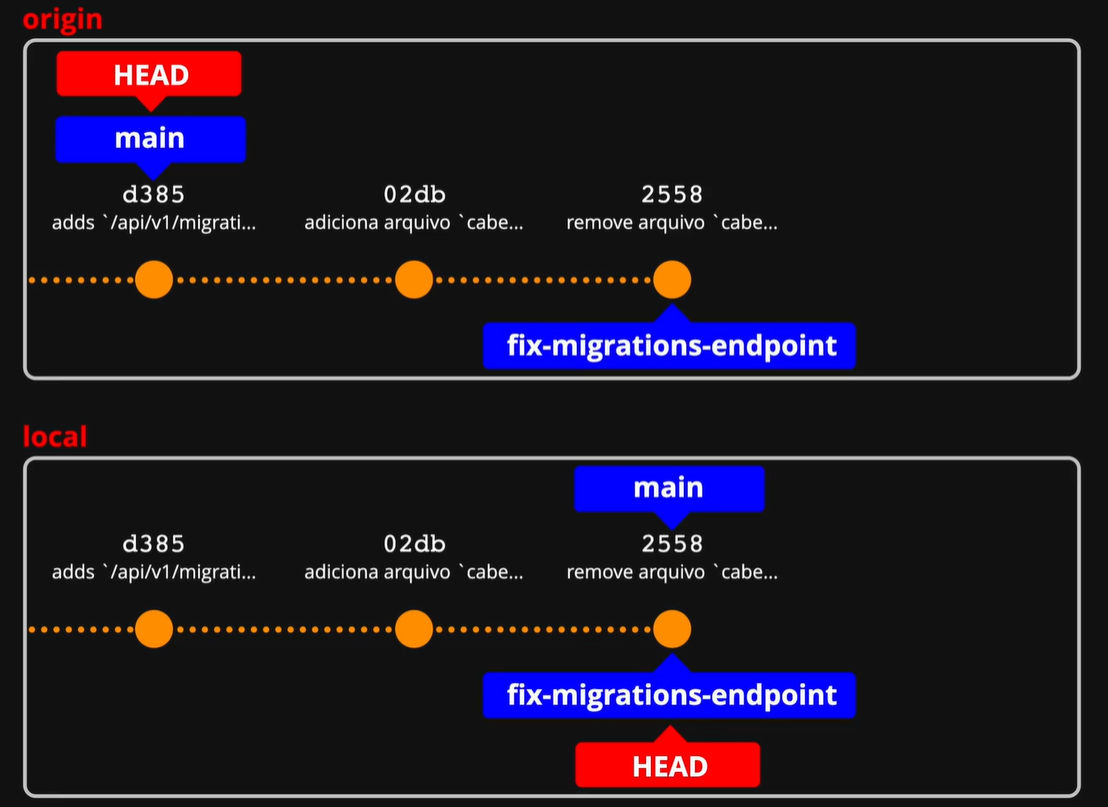 origin
HEAD
main
d385 02db 2558
adds `/api/v1/migrati... adiciona arquivo `cabe... remove arquivo `cabe...
fix-migrations-endpoint
local
main
d385 02db 2558
adds `/api/v1/migrati... adiciona arquivo `cabe... remove arquivo `cabe...
fix-migrations-endpoint
HEAD